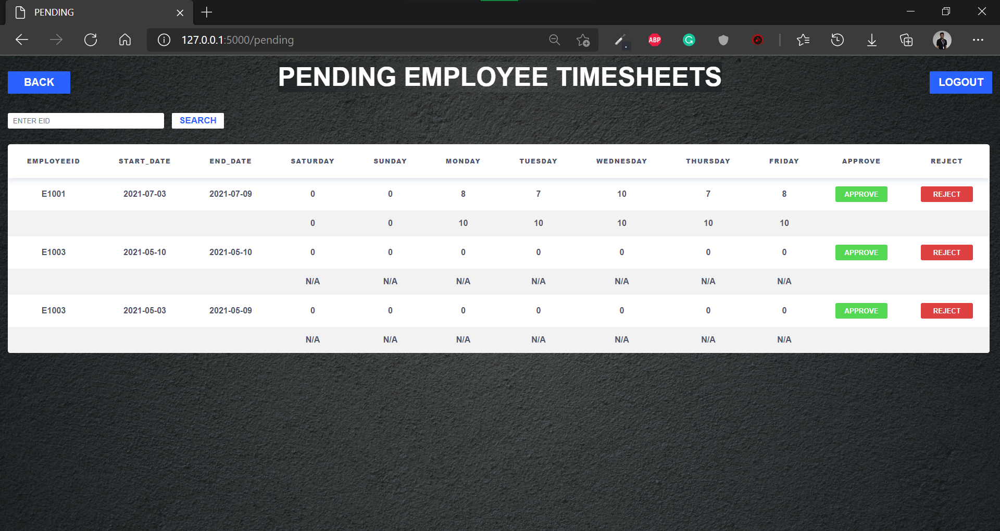 PENDING
127.0.0.1:5000/pending
ABP
BACK
PENDING EMPLOYEE TIMESHEETS
LOGOUT
ENTER EID
SEARCH
EMPLOYEEID START_DATE END_DATE SATURDAY SUNDAY MONDAY TUESDAY WEDNESDAY THURSDAY FRIDAY APPROVE REJECT
E1001 2021-07-03 2021-07-09 0 0 8 7 10 7 8 APPROVE REJECT
0 0 10 10 10 10 10
E1003 2021-05-10 2021-05-10 0 0 0 0 0 0 0 APPROVE REJECT
N/A N/A N/A N/A N/A N/A N/A
E1003 2021-05-03 2021-05-09 0 0 0 0 0 0 0 APPROVE REJECT
N/A N/A N/A N/A N/A N/A N/A